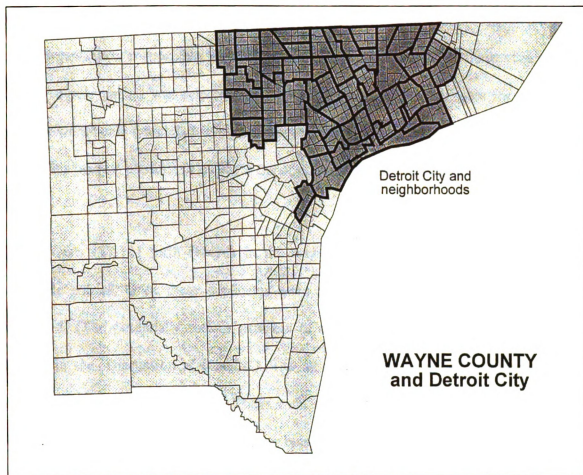 Detroit City and
neighborhoods
WAYNE COUNTY
and Detroit City